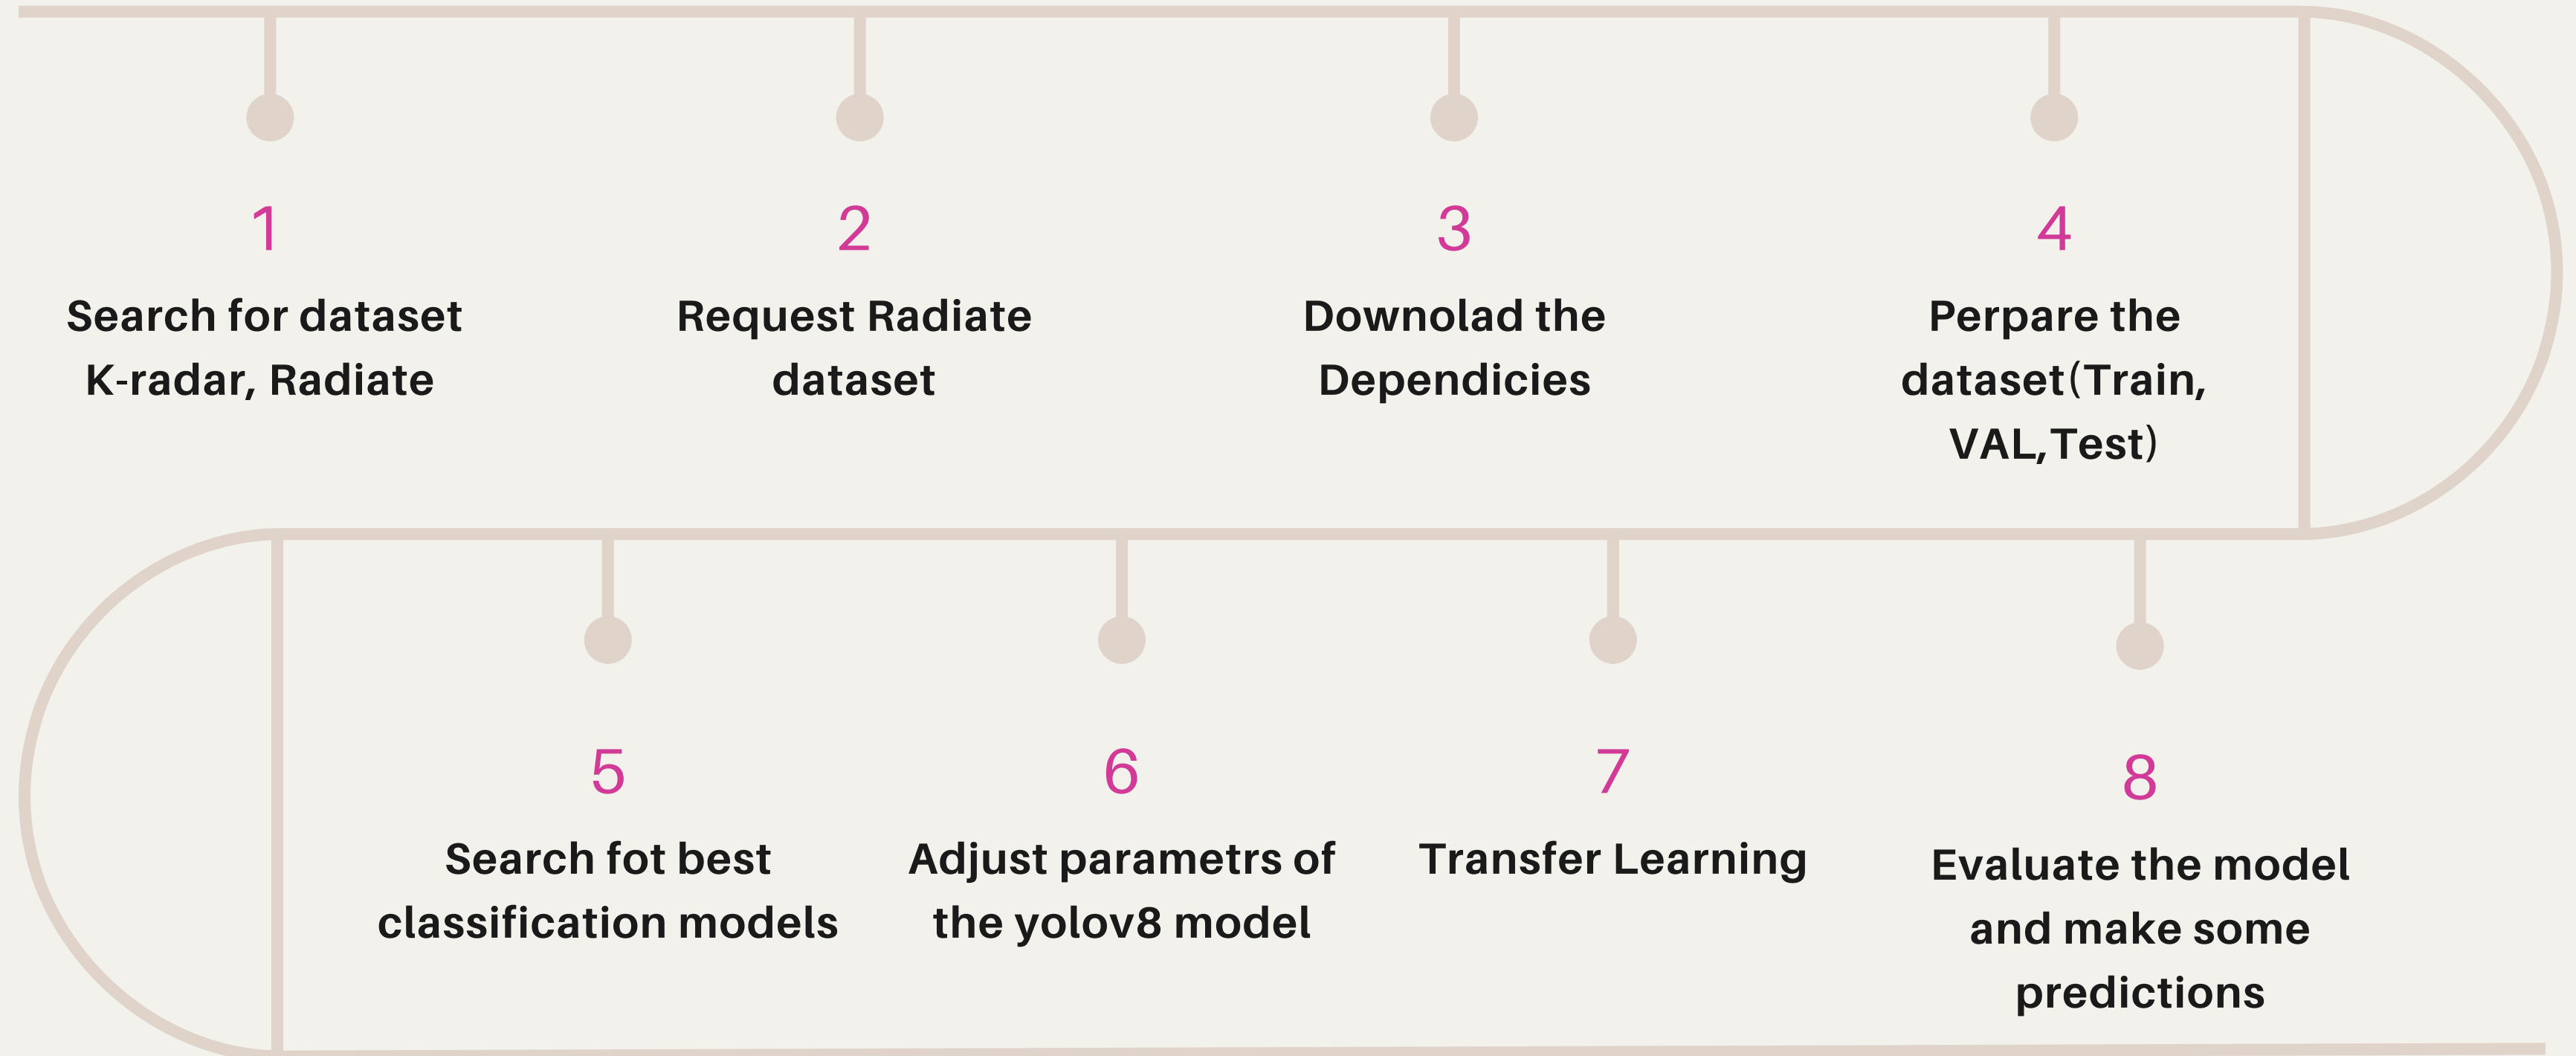 1
Search for dataset
K-radar, Radiate
2
Request Radiate
dataset
3
Downolad the
Dependicies
4
Perpare the
dataset(Train,
VAL,Test)
5
Search fot best
classification models
6
Adjust parametrs of
the yolov8 model
7
Transfer Learning
8
Evaluate the model
and make some
predictions